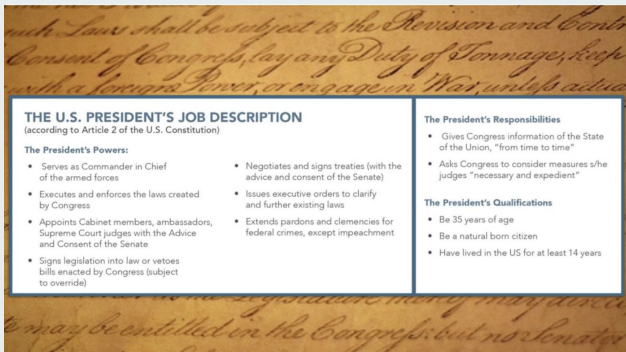 such Laws shall be subject to the Revision and Contr
Consent of Congress, lay any Duty of Tonnage, keep
with a foreign Power, or engage in War, unless actua
THE U.S. PRESIDENT'S JOB DESCRIPTION
(according to Article 2 of the U.S. Constitution)
The President's Powers:
• Serves as Commander in Chief
of the armed forces
• Executes and enforces the laws created
by Congress
• Appoints Cabinet members, ambassadors,
Supreme Court judges with the Advice
and Consent of the Senate
• Signs legislation into law or vetoes
bills enacted by Congress (subject
to override)
• Negotiates and signs treaties (with the
advice and consent of the Senate)
• Issues executive orders to clarify
and further existing laws
• Extends pardons and clemencies for
federal crimes, except impeachment
The President's Responsibilities
• Gives Congress information of the State
of the Union, "from time to time"
• Asks Congress to consider measures s/he
judges "necessary and expedient"
The President's Qualifications
• Be 35 years of age
• Be a natural born citizen
• Have lived in the US for at least 14 years
may be entitled in the Congress: but no Senator